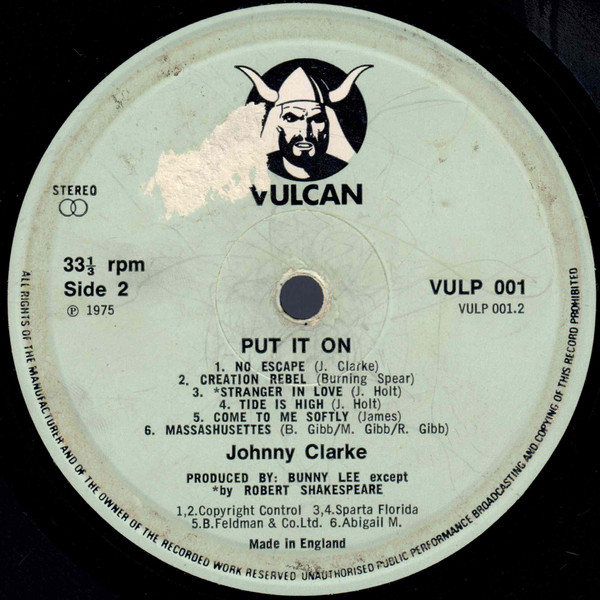 VULCAN
STEREO
33⅓ rpm
Side 2
℗ 1975
VULP 001
VULP 001.2
PUT IT ON
1. NO ESCAPE (J. Clarke)
2. CREATION REBEL (Burning Spear)
3. *STRANGER IN LOVE (J. Holt)
4. TIDE IS HIGH (J. Holt)
5. COME TO ME SOFTLY (James)
6. MASSASHUSETTES (B. Gibb/M. Gibb/R. Gibb)
Johnny Clarke
PRODUCED BY: BUNNY LEE except
*by ROBERT SHAKESPEARE
1,2.Copyright Control 3,4.Sparta Florida
5.B.Feldman & Co.Ltd. 6.Abigail M.
Made in England
ALL RIGHTS OF THE MANUFACTURER AND OF THE OWNER OF THE RECORDED WORK RESERVED UNAUTHORISED PUBLIC PERFORMANCE BROADCASTING AND COPYING OF THIS RECORD PROHIBITED